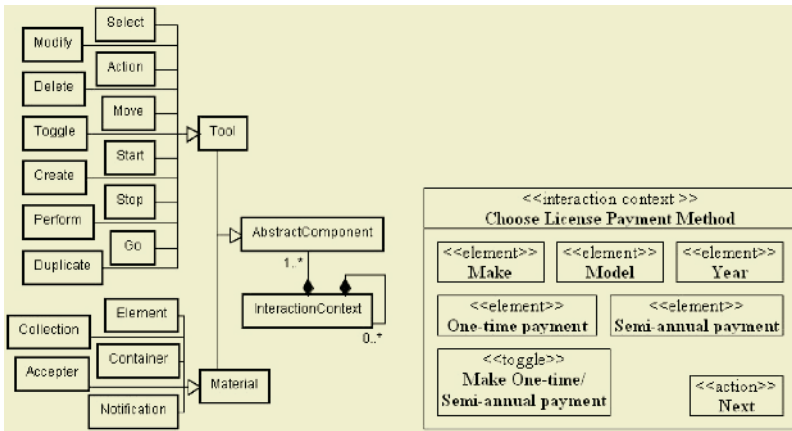 Select
Modify
Action
Delete
Move
Toggle
Tool
Start
Create
Stop
Perform
Go
Duplicate
AbstractComponent
1..*
InteractionContext
0..*
Element
Collection
Container
Accepter
Material
Notification
<<interaction context >>
Choose License Payment Method
<<element>>
Make
<<element>>
Model
<<element>>
Year
<<element>>
One-time payment
<<element>>
Semi-annual payment
<<toggle>>
Make One-time/
Semi-annual payment
<<action>>
Next